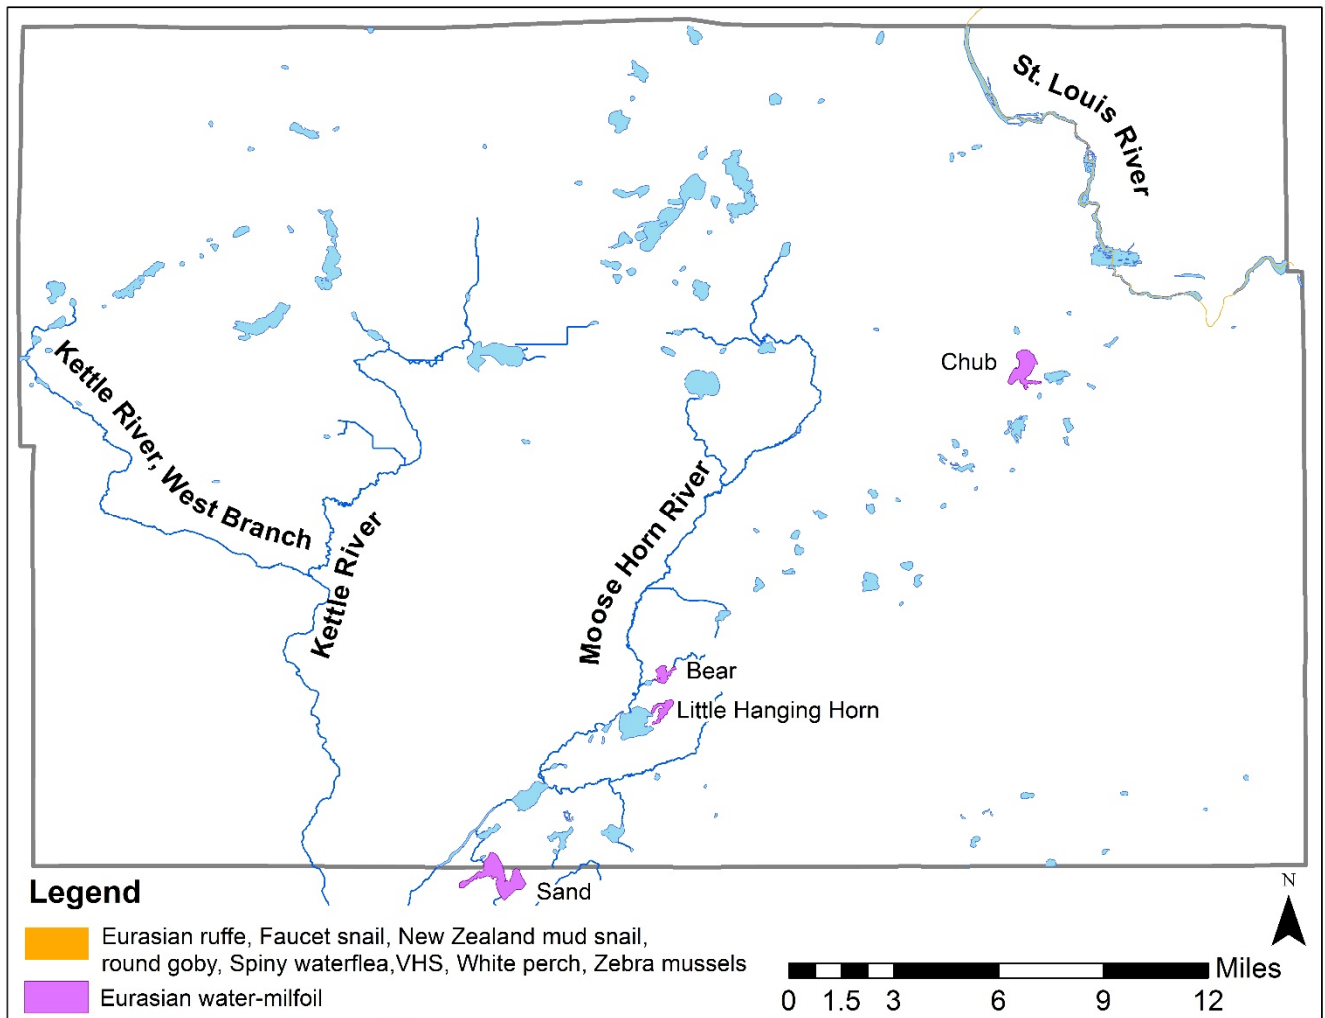 St. Louis River
Chub
Kettle River, West Branch
Kettle River
Moose Horn River
Bear
Little Hanging Horn
Sand
Legend
Eurasian ruffe, Faucet snail, New Zealand mud snail,
round goby, Spiny waterflea,VHS, White perch, Zebra mussels
Eurasian water-milfoil
N
Miles
0 1.5 3 6 9 12